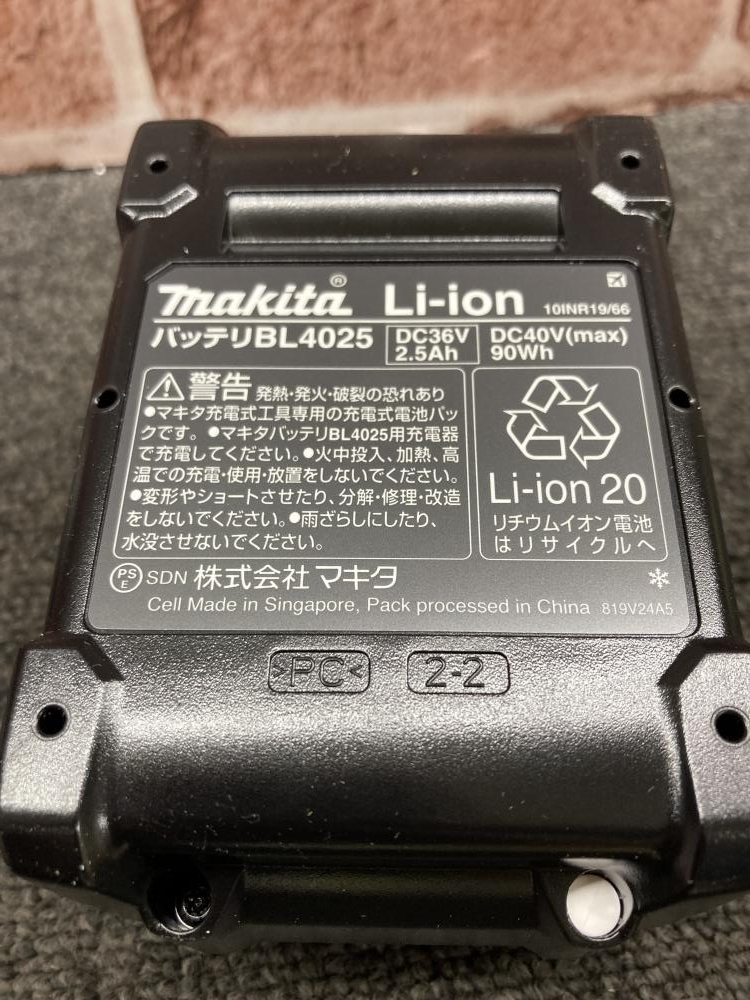 makita® Li-ion 10INR19/66
バッテリBL4025 DC36V 2.5Ah DC40V(max) 90Wh
⚠警告 発熱・発火・破裂の恐れあり
●マキタ充電式工具専用の充電式電池パッ
クです。●マキタバッテリBL4025用充電器
で充電してください。●火中投入、加熱、高
温での充電・使用・放置をしないでください。
●変形やショートさせたり、分解・修理・改造
をしないでください。●雨ざらしにしたり、
水没させないでください。
Li-ion 20
リチウムイオン電池
はリサイクルへ
PSE SDN 株式会社 マキタ
Cell Made in Singapore, Pack processed in China 819V24A5
>PC< 2-2